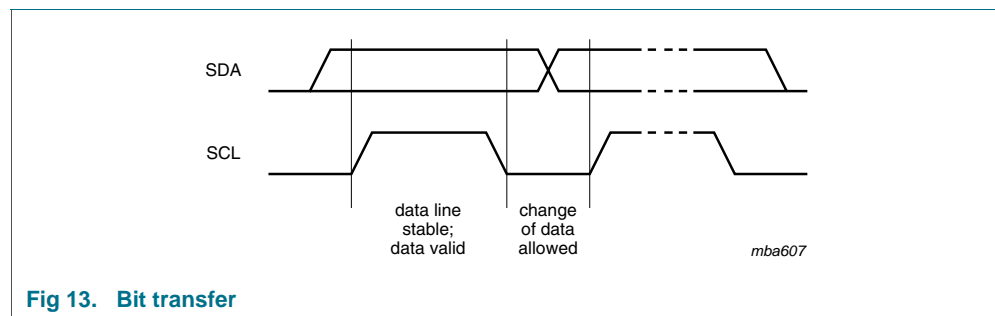 SDA
SCL
data line
stable;
data valid
change
of data
allowed
mba607
Fig 13. Bit transfer